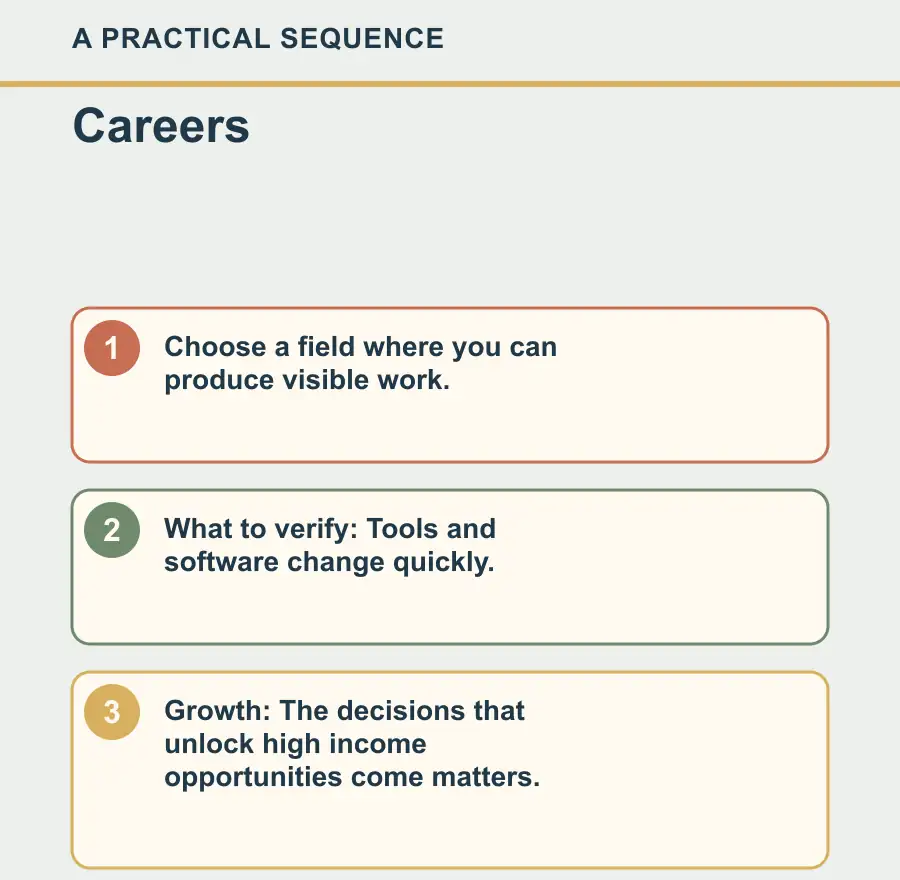 A PRACTICAL SEQUENCE
Careers
1
Choose a field where you can
produce visible work.
2
What to verify: Tools and
software change quickly.
3
Growth: The decisions that
unlock high income
opportunities come matters.